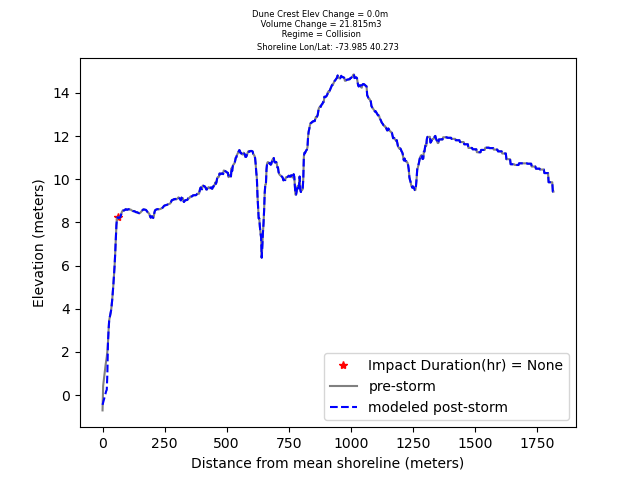 Dune Crest Elev Change = 0.0m
Volume Change = 21.815m3
Regime = Collision
Shoreline Lon/Lat: -73.985 40.273
14
12
10
8
6
4
2
0
Elevation (meters)
Impact Duration(hr) = None
pre-storm
modeled post-storm
0 250 500 750 1000 1250 1500 1750
Distance from mean shoreline (meters)